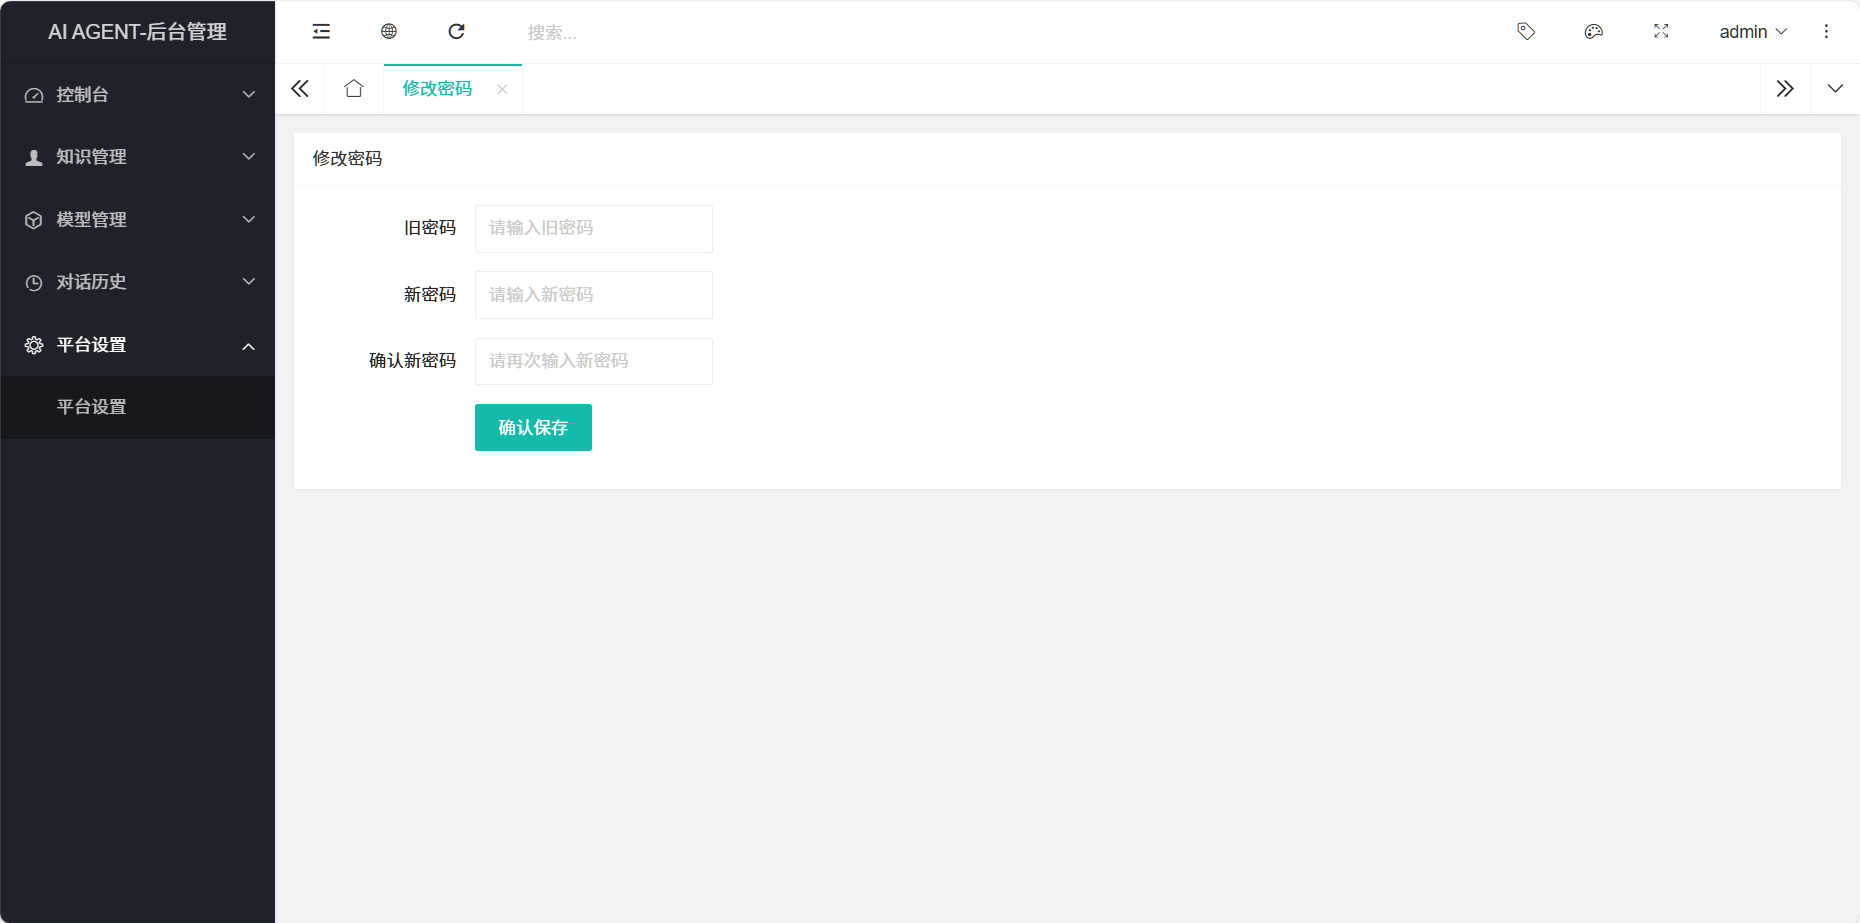 AI AGENT-后台管理
搜索...
admin
控制台
知识管理
模型管理
对话历史
平台设置
平台设置
修改密码
修改密码
旧密码
请输入旧密码
新密码
请输入新密码
确认新密码
请再次输入新密码
确认保存